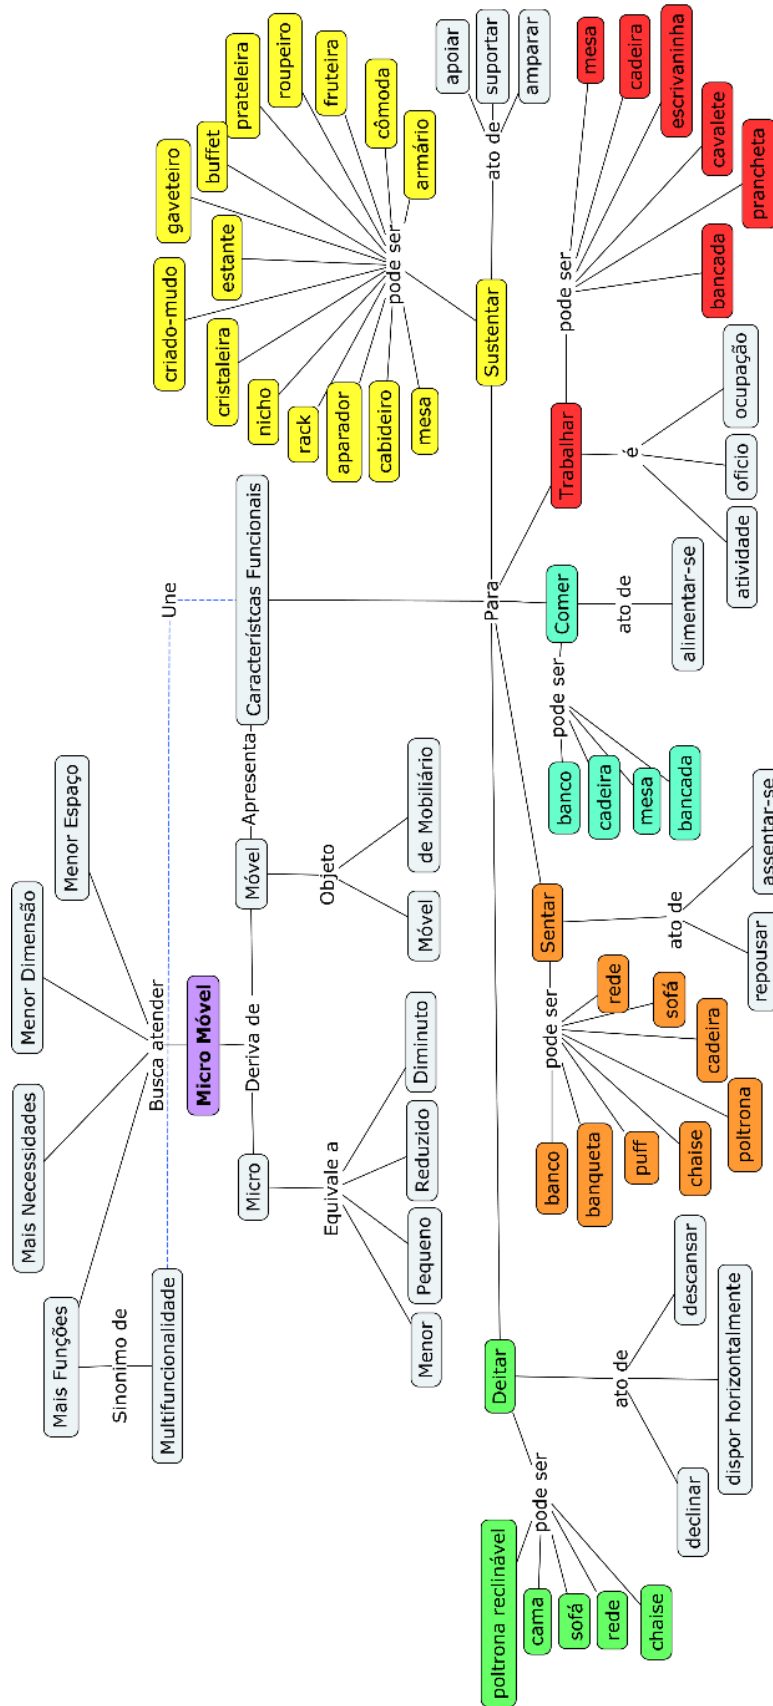 Mais Funções
Mais Necessidades
Menor Dimensão
Menor Espaço
Sinonimo de
Busca atender
Une
Multifuncionalidade
Micro Móvel
Deriva de
Micro
Móvel
Apresenta
Característcas Funcionais
Equivale a
Objeto
Menor
Pequeno
Reduzido
Diminuto
Móvel
de Mobiliário
Para
Deitar
pode ser
poltrona reclinável
cama
sofá
rede
chaise
ato de
declinar
dispor horizontalmente
descansar
Sentar
pode ser
banco
banqueta
puff
chaise
poltrona
cadeira
sofá
rede
ato de
repousar
assentar-se
Comer
pode ser
banco
cadeira
mesa
bancada
ato de
alimentar-se
Trabalhar
pode ser
bancada
prancheta
cavalete
escrivaninha
cadeira
mesa
é
atividade
oficio
ocupação
Sustentar
pode ser
mesa
cabideiro
aparador
rack
nicho
cristaleira
criado-mudo
estante
gaveteiro
buffet
prateleira
roupeiro
fruteira
cômoda
armário
ato de
apoiar
suportar
amparar